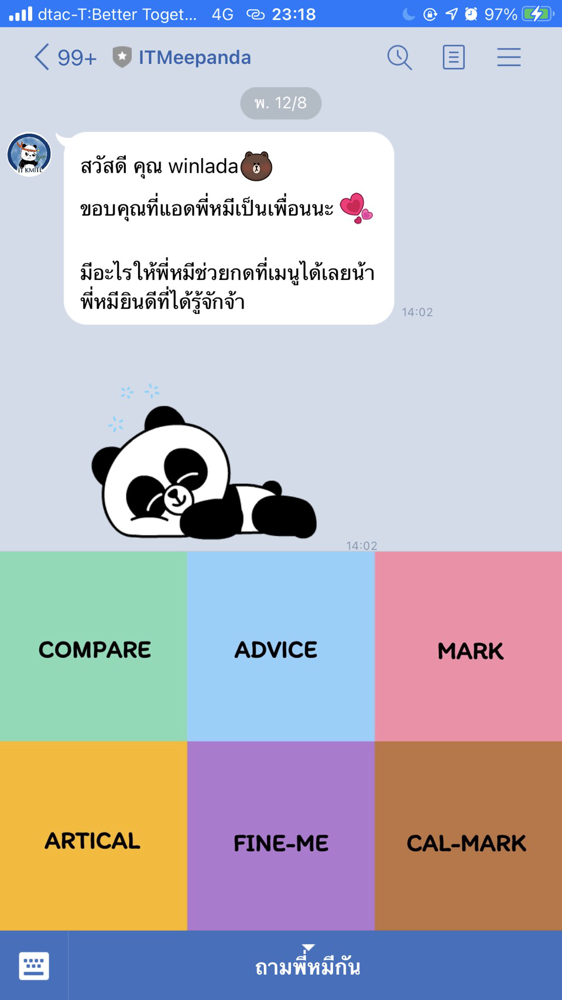 dtac-T:Better Toget... 4G 23:18 97%
99+ ITMeepanda
พ. 12/8
IT KMITL
สวัสดี คุณ winlada
ขอบคุณที่แอดพี่หมีเป็นเพื่อนนะ
มีอะไรให้พี่หมีช่วยกดที่เมนูได้เลยน้า
พี่หมียินดีที่ได้รู้จักจ้า
14:02
14:02
COMPARE ADVICE MARK
ARTICAL FINE-ME CAL-MARK
ถามพี่หมีกัน